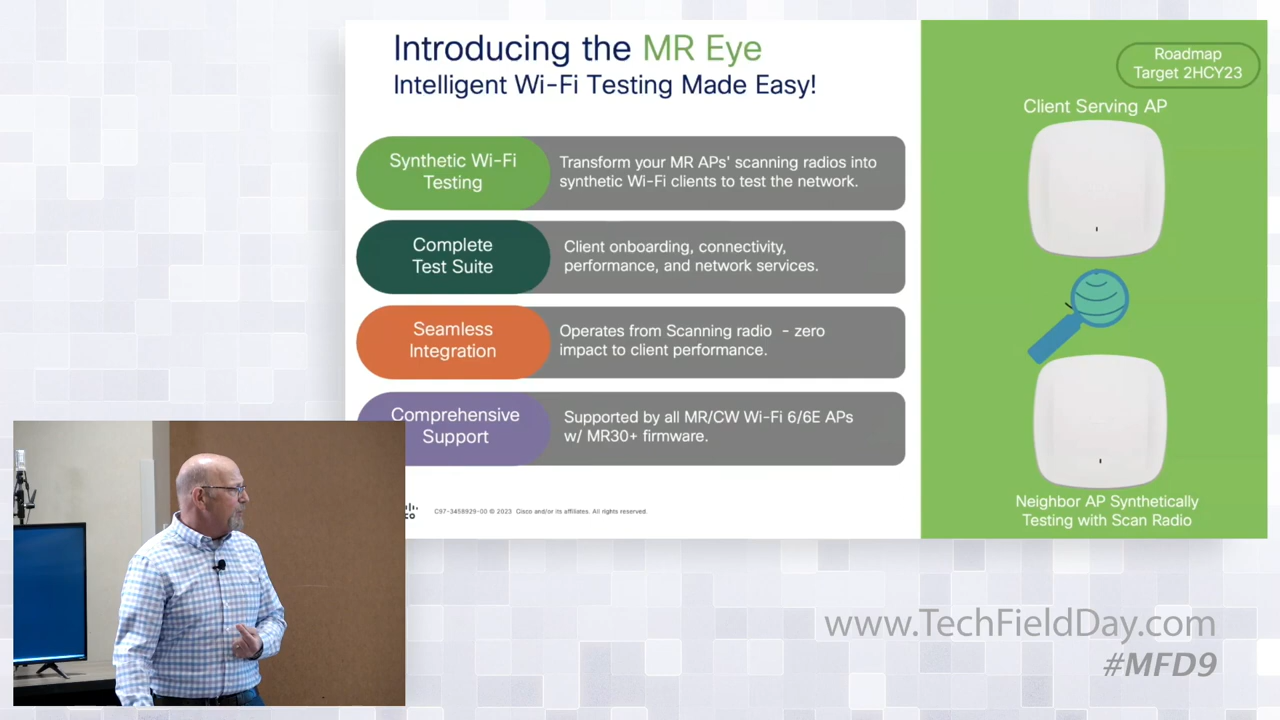 Introducing the MR Eye
Intelligent Wi-Fi Testing Made Easy!
Synthetic Wi-Fi
Testing
Transform your MR APs' scanning radios into
synthetic Wi-Fi clients to test the network.
Complete
Test Suite
Client onboarding, connectivity,
performance, and network services.
Seamless
Integration
Operates from Scanning radio - zero
impact to client performance.
Comprehensive
Support
Supported by all MR/CW Wi-Fi 6/6E APs
w/ MR30+ firmware.
C97-3458929-00 © 2023 Cisco and/or its affiliates. All rights reserved.
Roadmap
Target 2HCY23
Client Serving AP
Neighbor AP Synthetically
Testing with Scan Radio
www.TechFieldDay.com
#MFD9